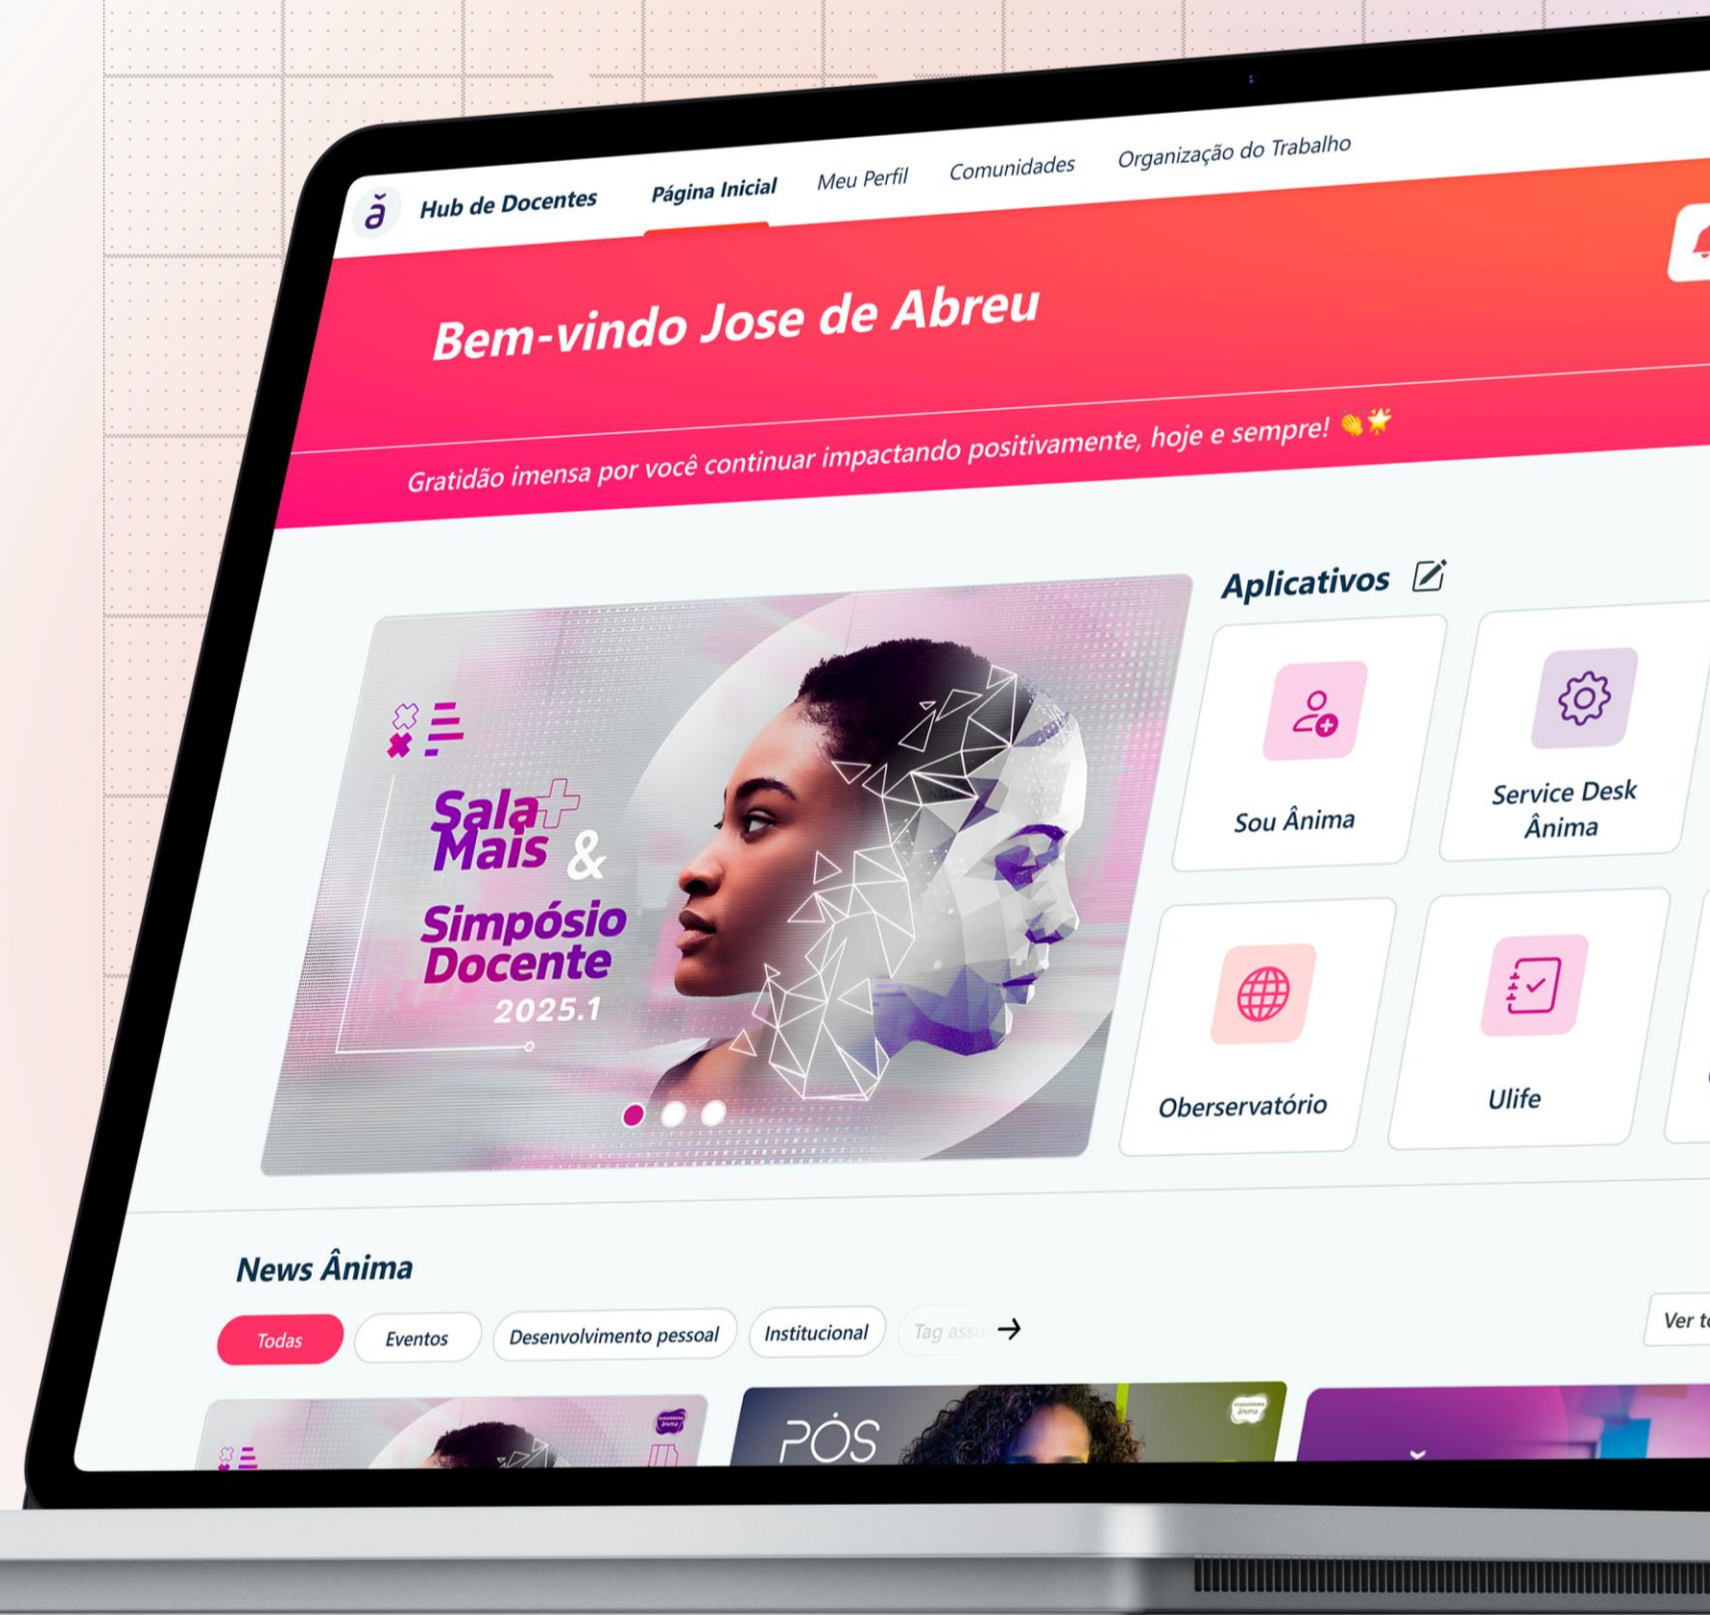 ă
Hub de Docentes
Página Inicial
Meu Perfil
Comunidades
Organização do Trabalho
Bem-vindo Jose de Abreu
Gratidão imensa por você continuar impactando positivamente, hoje e sempre! 👏🌟
Sala+
Mais &
Simpósio
Docente
2025.1
Aplicativos
Sou Ânima
Service Desk
Ânima
Oberservatório
Ulife
News Ânima
Todas
Eventos
Desenvolvimento pessoal
Institucional
Tag
Ver
PÓS